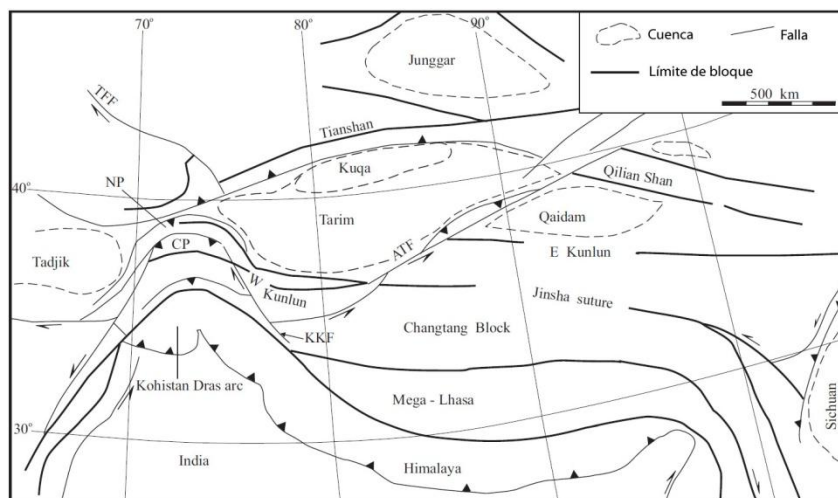 70°
80°
90°
Cuenca
Falla
Límite de bloque
500 km
Junggar
TFF
Tianshan
Kuqa
NP
40°
Qilian Shan
Tarim
Qaidam
CP
ATF
E Kunlun
Tadjik
W Kunlun
Jinsha suture
KKF
Changtang Block
Kohistan Dras arc
Mega - Lhasa
Sichuan
30°
India
Himalaya